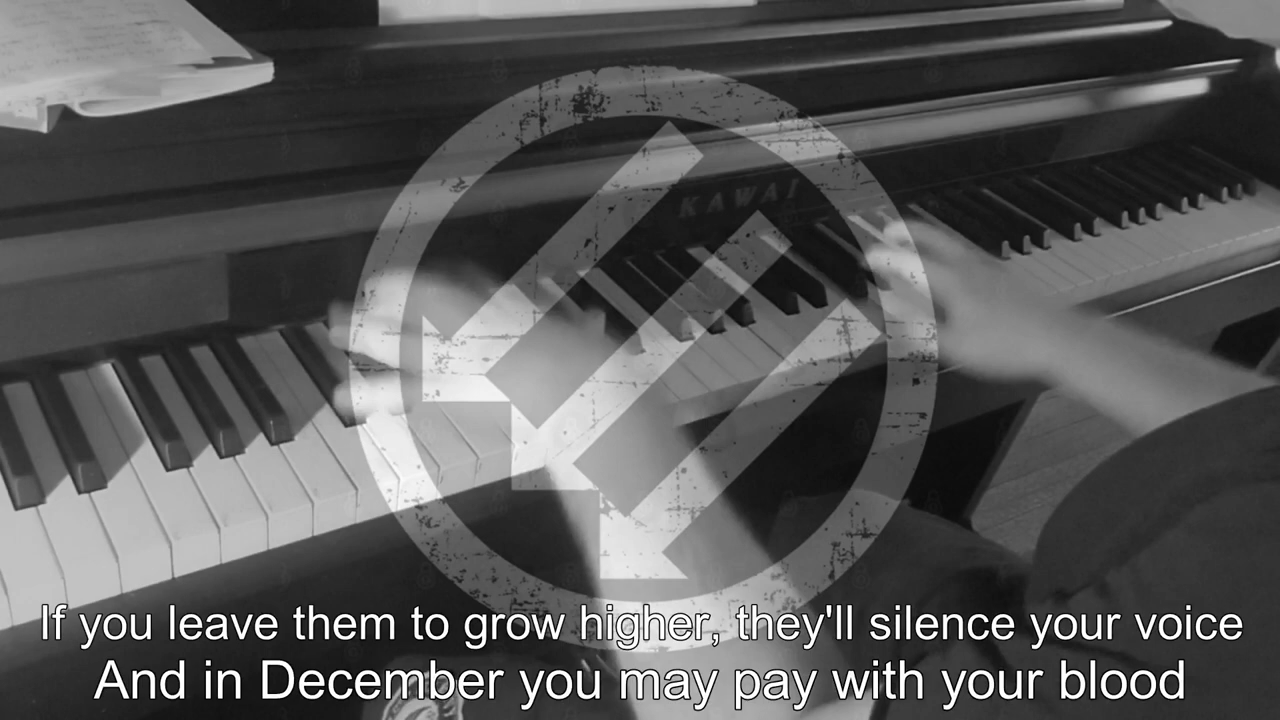 KAWAI
If you leave them to grow higher, they'll silence your voice
And in December you may pay with your blood